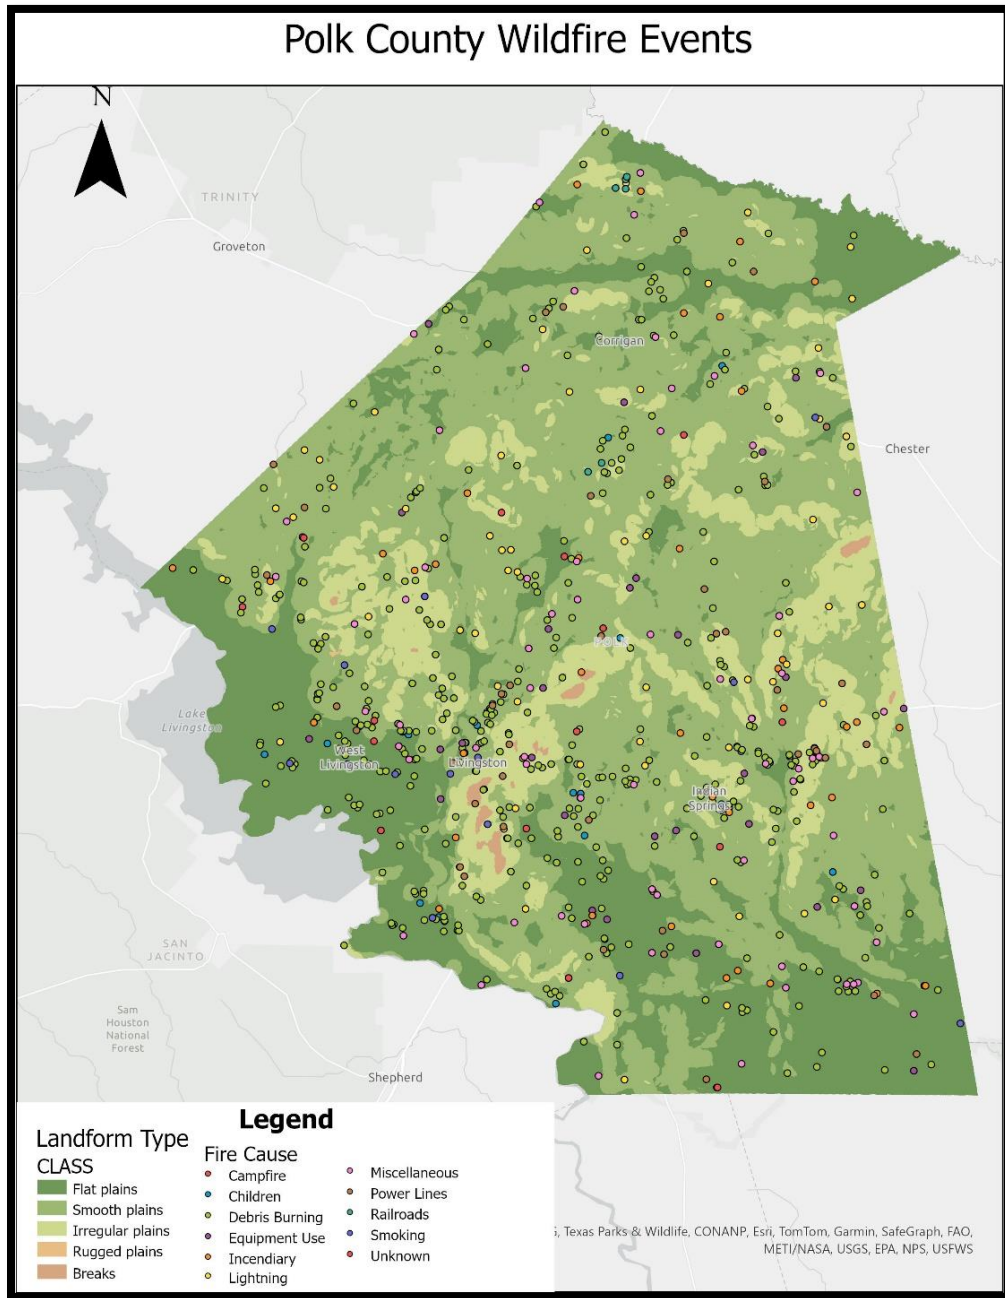 Polk County Wildfire Events
N
TRINITY
Groveton
Corrigan
Chester
POLK
Lake
Livingston
West
Livingston
Livingston
Indian
Springs
SAN
JACINTO
Sam
Houston
National
Forest
Shepherd
Legend
Landform Type
CLASS
Flat plains
Smooth plains
Irregular plains
Rugged plains
Breaks
Fire Cause
Campfire
Children
Debris Burning
Equipment Use
Incendiary
Lightning
Miscellaneous
Power Lines
Railroads
Smoking
Unknown
, Texas Parks & Wildlife, CONANP, Esri, TomTom, Garmin, SafeGraph, FAO,
METI/NASA, USGS, EPA, NPS, USFWS